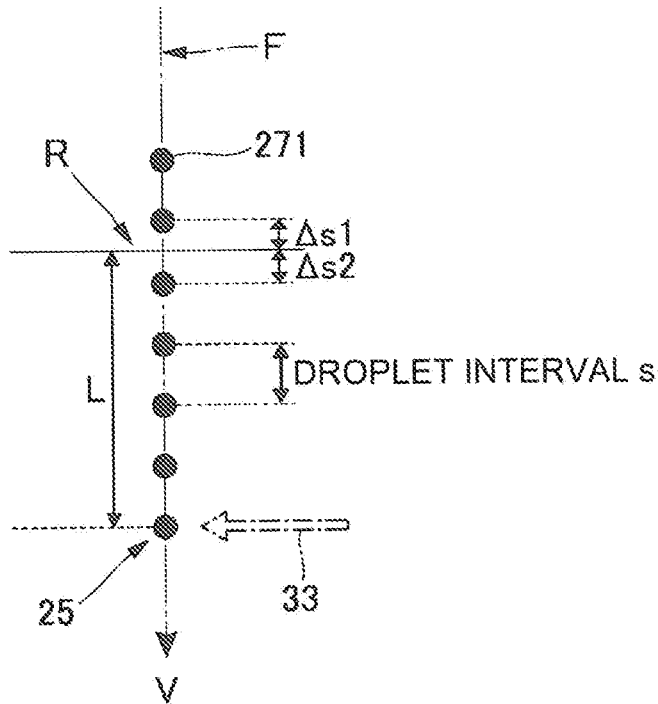 F
271
R
Δs1
Δs2
L
DROPLET INTERVAL s
25
33
V